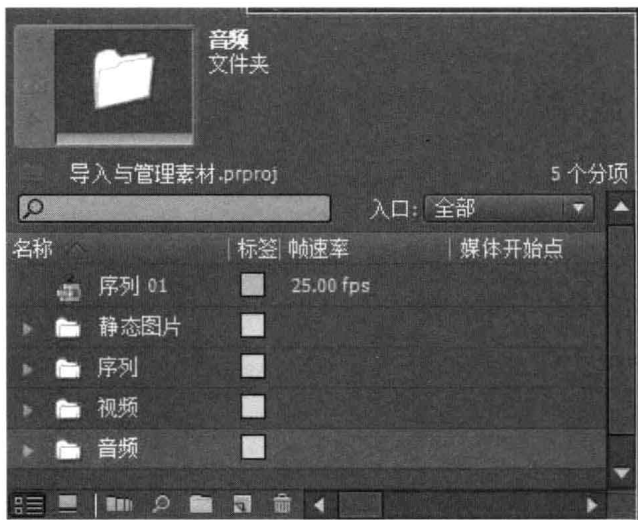 音频
文件夹
导入与管理素材.prproj 5 个分项
入口: 全部
名称 标签 帧速率 媒体开始点
序列 01 25.00 fps
静态图片
序列
视频
音频